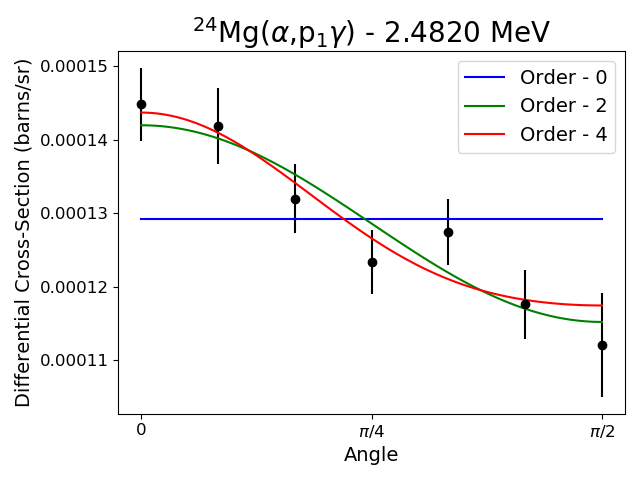 ²⁴Mg(α,p₁γ) - 2.4820 MeV
Order - 0
Order - 2
Order - 4
Differential Cross-Section (barns/sr)
0.00015
0.00014
0.00013
0.00012
0.00011
0
π/4
π/2
Angle